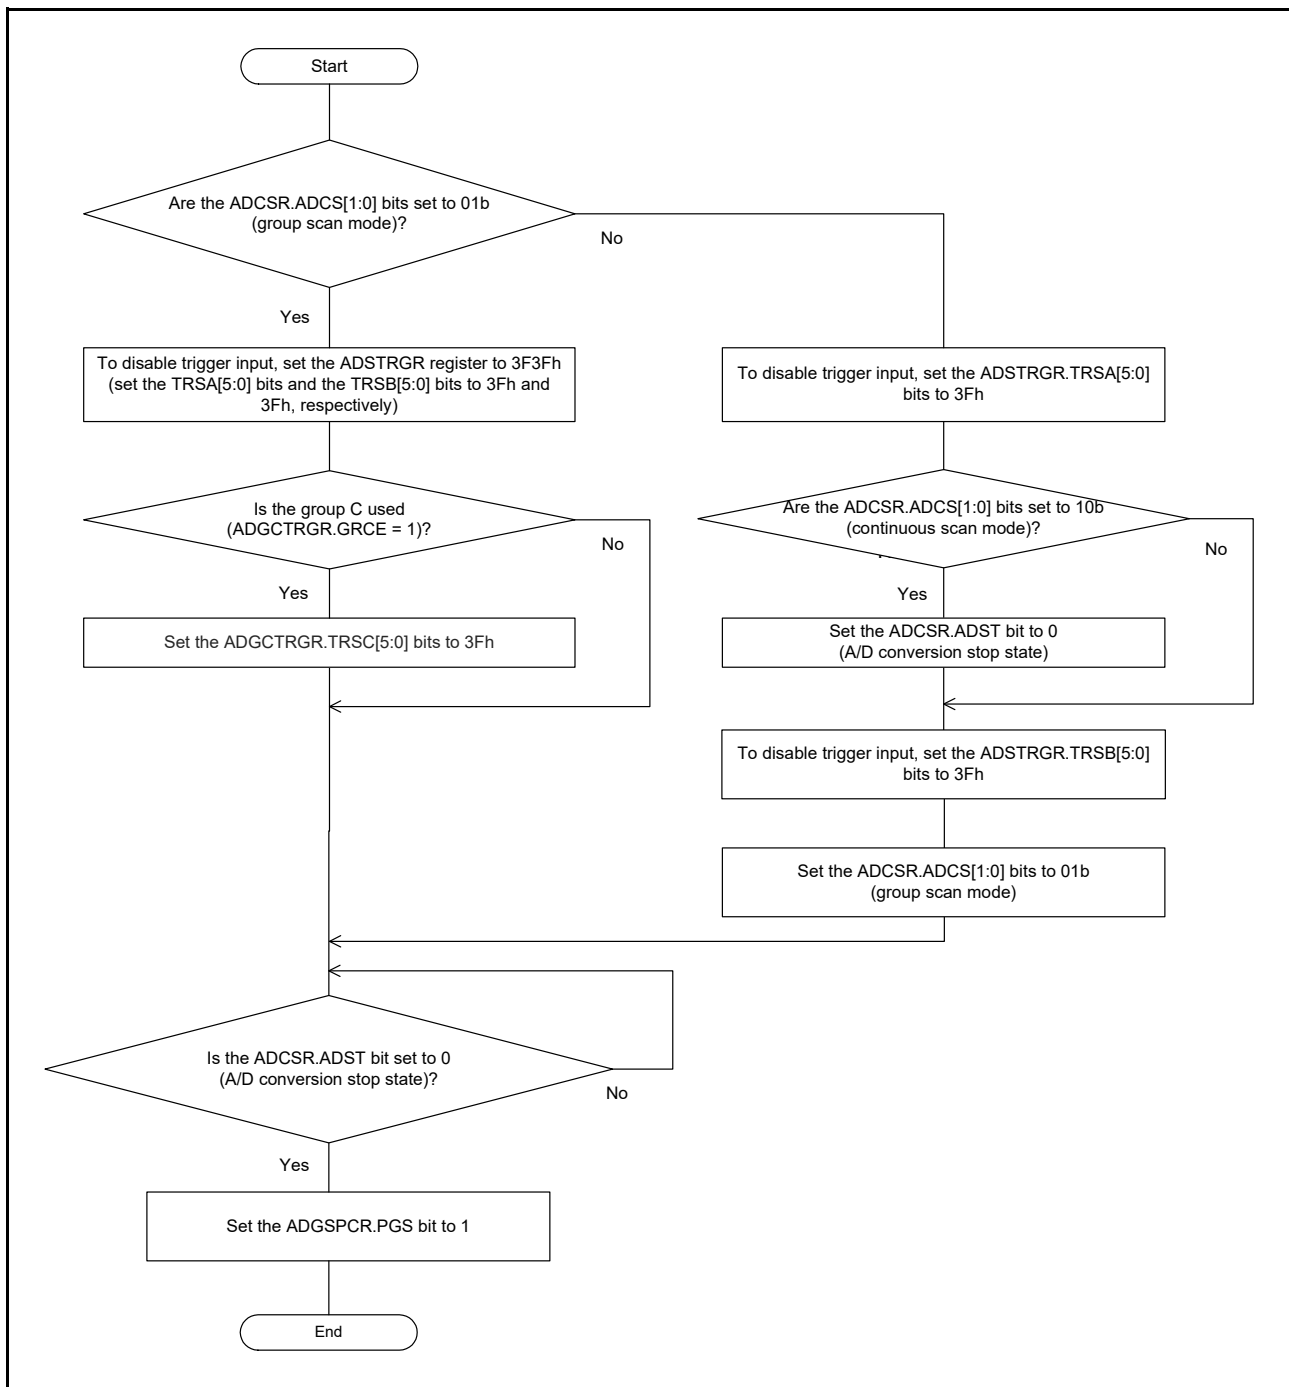 Start
Are the ADCSR.ADCS[1:0] bits set to 01b
(group scan mode)?
No
Yes
To disable trigger input, set the ADSTRGR register to 3F3Fh
(set the TRSA[5:0] bits and the TRSB[5:0] bits to 3Fh and
3Fh, respectively)
To disable trigger input, set the ADSTRGR.TRSA[5:0]
bits to 3Fh
Is the group C used
(ADGCTRGR.GRCE = 1)?
No
Yes
Are the ADCSR.ADCS[1:0] bits set to 10b
(continuous scan mode)?
No
Yes
Set the ADGCTRGR.TRSC[5:0] bits to 3Fh
Set the ADCSR.ADST bit to 0
(A/D conversion stop state)
To disable trigger input, set the ADSTRGR.TRSB[5:0]
bits to 3Fh
Set the ADCSR.ADCS[1:0] bits to 01b
(group scan mode)
Is the ADCSR.ADST bit set to 0
(A/D conversion stop state)?
No
Yes
Set the ADGSPCR.PGS bit to 1
End